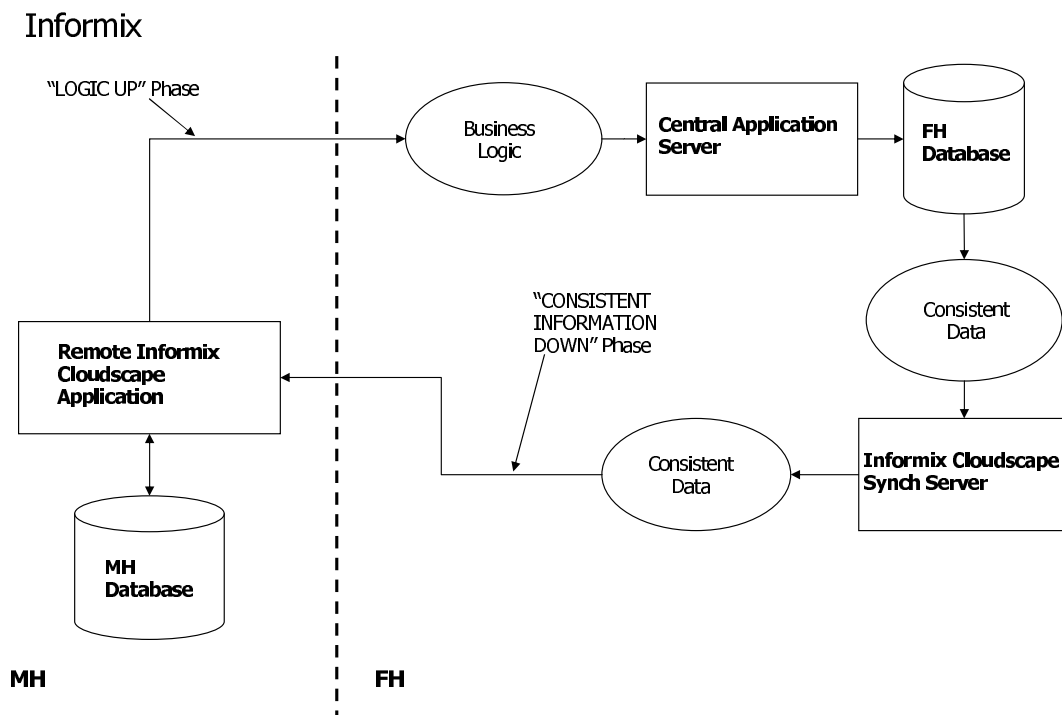 Informix
“LOGIC UP” Phase
Business
Logic
Central Application
Server
FH
Database
Consistent
Data
“CONSISTENT
INFORMATION
DOWN” Phase
Remote Informix
Cloudscape
Application
Consistent
Data
Informix Cloudscape
Synch Server
MH
Database
MH
FH